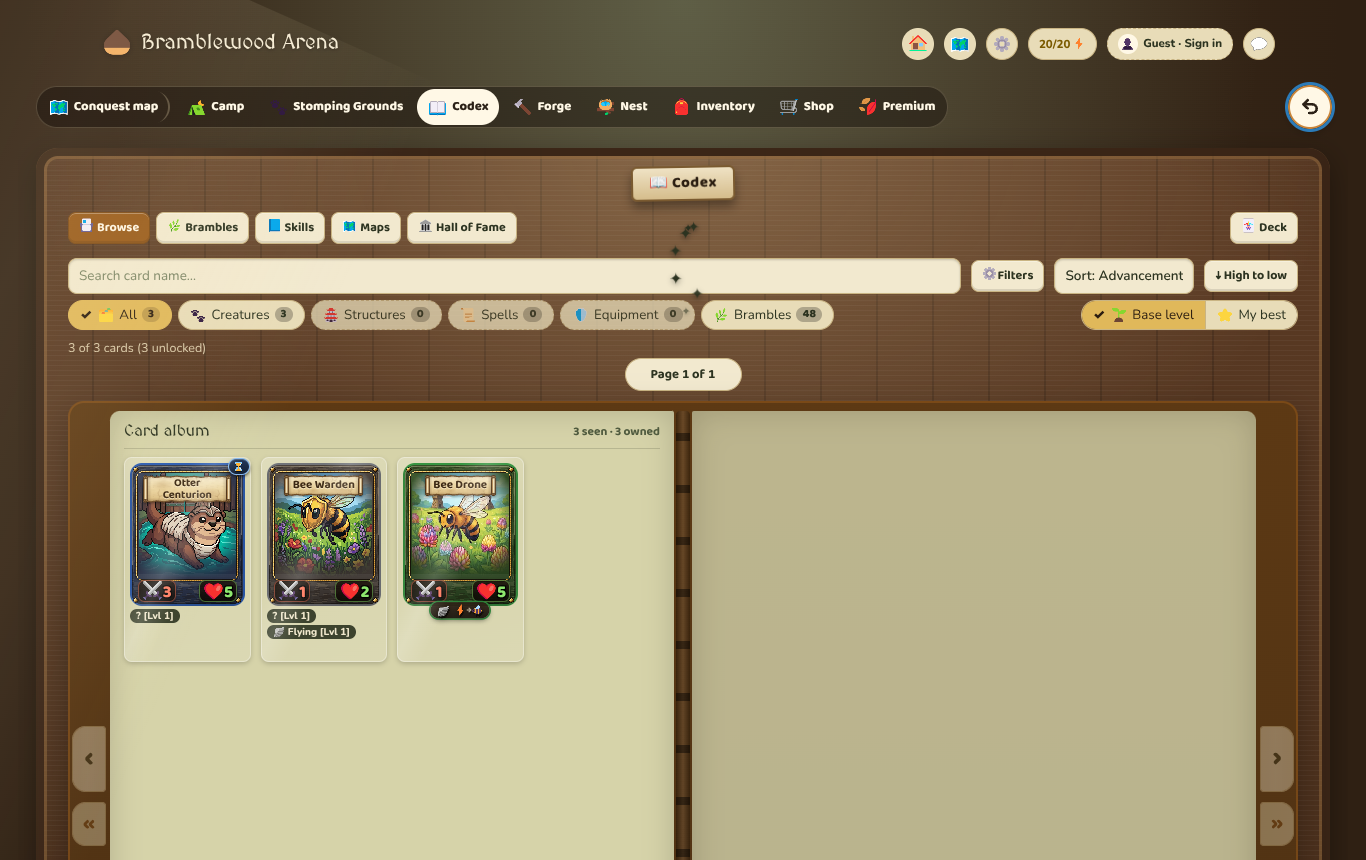 Bramblewood Arena
20/20
Guest · Sign in
Conquest map
Camp
Stomping Grounds
Codex
Forge
Nest
Inventory
Shop
Premium
Codex
Browse
Brambles
Skills
Maps
Hall of Fame
Deck
Search card name...
Filters
Sort: Advancement
↓ High to low
All 3
Creatures 3
Structures 0
Spells 0
Equipment 0
Brambles 48
Base level
My best
3 of 3 cards (3 unlocked)
Page 1 of 1
Card album
3 seen · 3 owned
Otter
Centurion
3
5
? [Lvl 1]
Bee Warden
1
2
? [Lvl 1]
Flying [Lvl 1]
Bee Drone
1
5